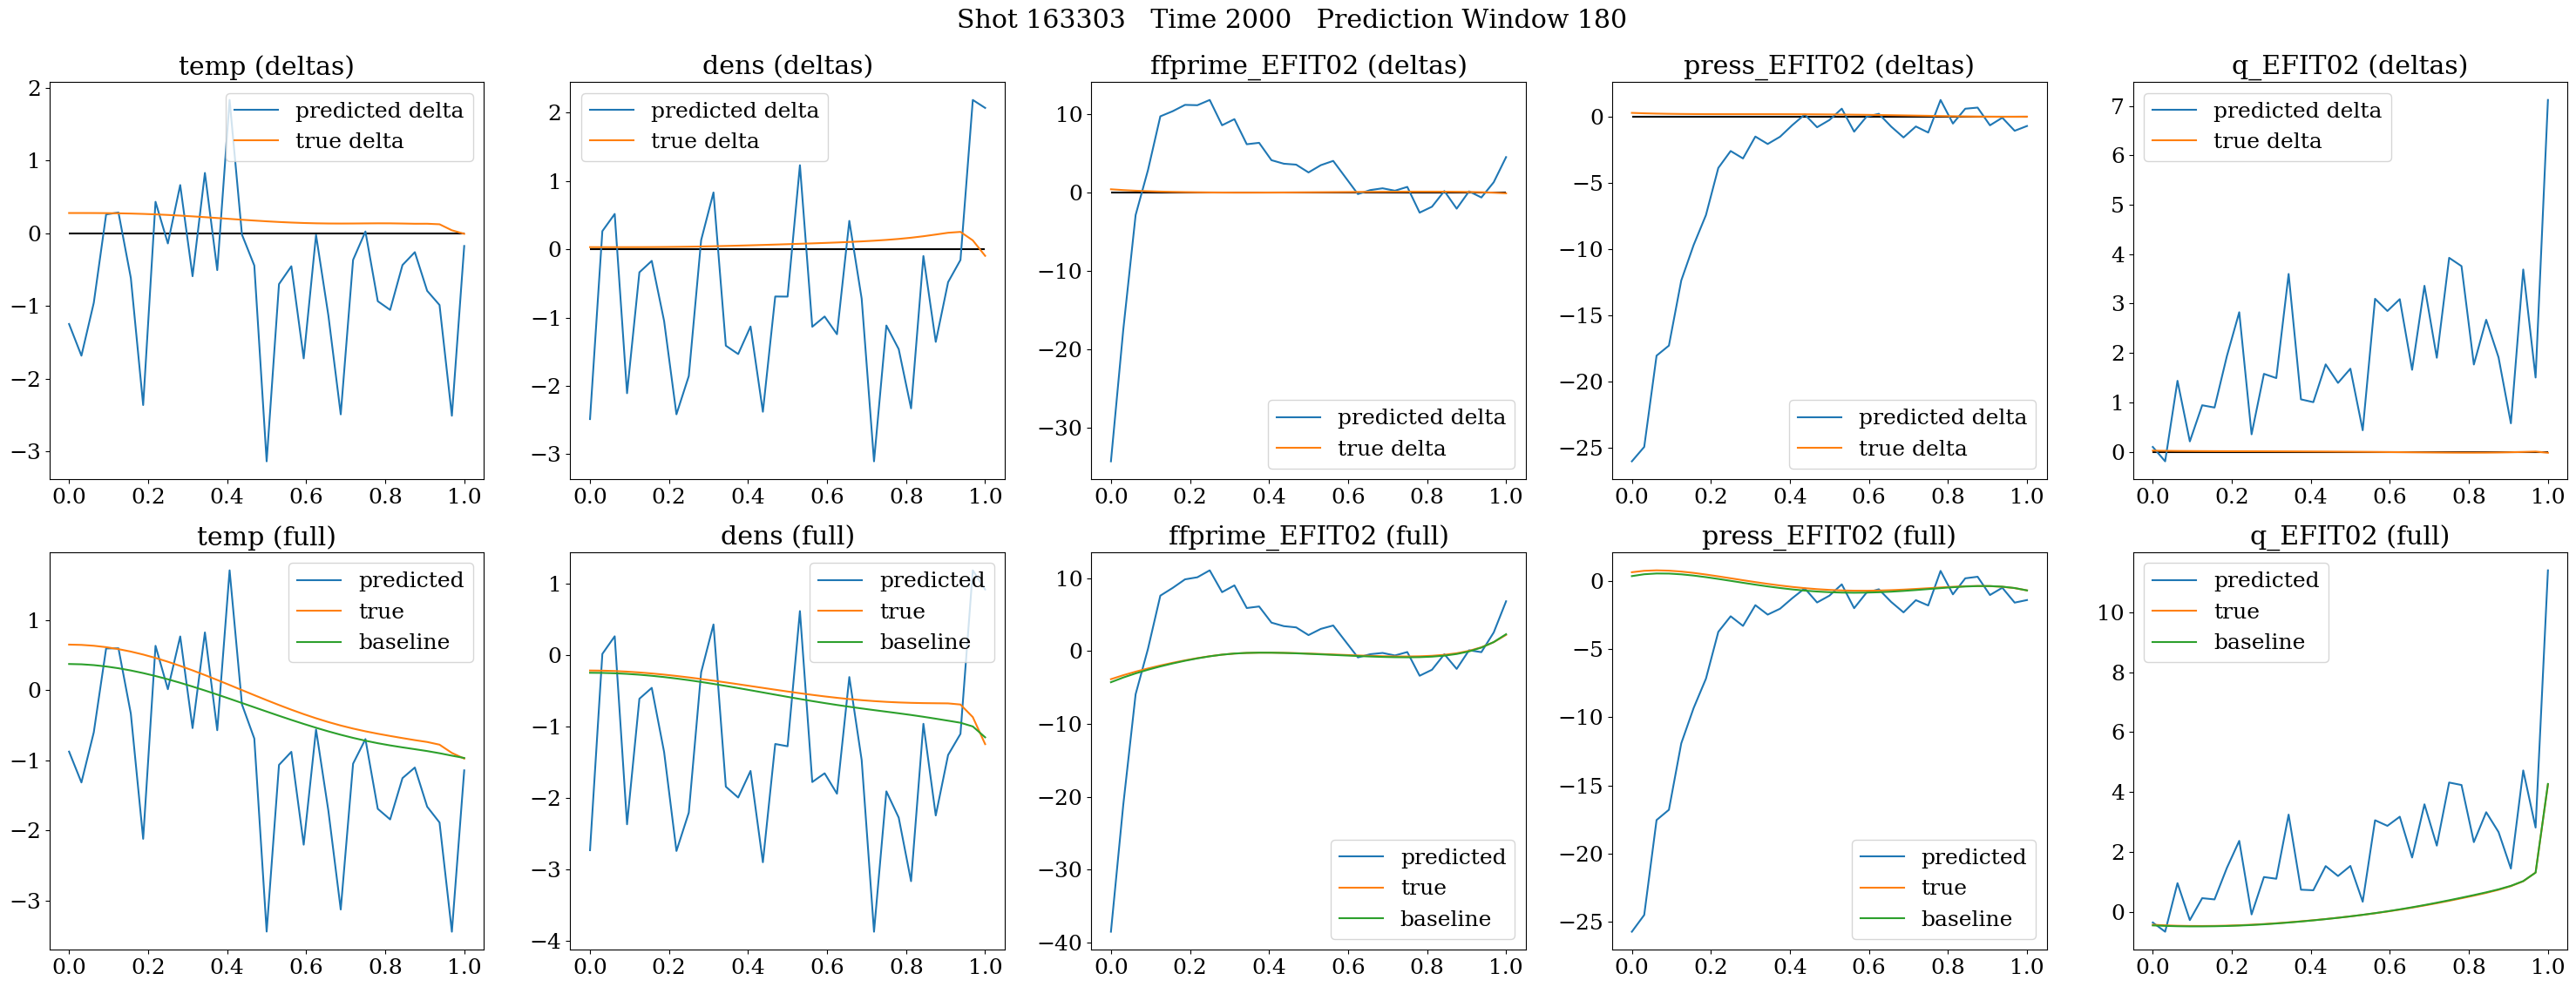 Shot 163303   Time 2000   Prediction Window 180
temp (deltas)
2
1
0
−1
−2
−3
0.0 0.2 0.4 0.6 0.8 1.0
predicted delta
true delta
dens (deltas)
2
1
0
−1
−2
−3
0.0 0.2 0.4 0.6 0.8 1.0
predicted delta
true delta
ffprime_EFIT02 (deltas)
10
0
−10
−20
−30
0.0 0.2 0.4 0.6 0.8 1.0
predicted delta
true delta
press_EFIT02 (deltas)
0
−5
−10
−15
−20
−25
0.0 0.2 0.4 0.6 0.8 1.0
predicted delta
true delta
q_EFIT02 (deltas)
7
6
5
4
3
2
1
0
0.0 0.2 0.4 0.6 0.8 1.0
predicted delta
true delta
temp (full)
1
0
−1
−2
−3
0.0 0.2 0.4 0.6 0.8 1.0
predicted
true
baseline
dens (full)
1
0
−1
−2
−3
−4
0.0 0.2 0.4 0.6 0.8 1.0
predicted
true
baseline
ffprime_EFIT02 (full)
10
0
−10
−20
−30
−40
0.0 0.2 0.4 0.6 0.8 1.0
predicted
true
baseline
press_EFIT02 (full)
0
−5
−10
−15
−20
−25
0.0 0.2 0.4 0.6 0.8 1.0
predicted
true
baseline
q_EFIT02 (full)
10
8
6
4
2
0
0.0 0.2 0.4 0.6 0.8 1.0
predicted
true
baseline